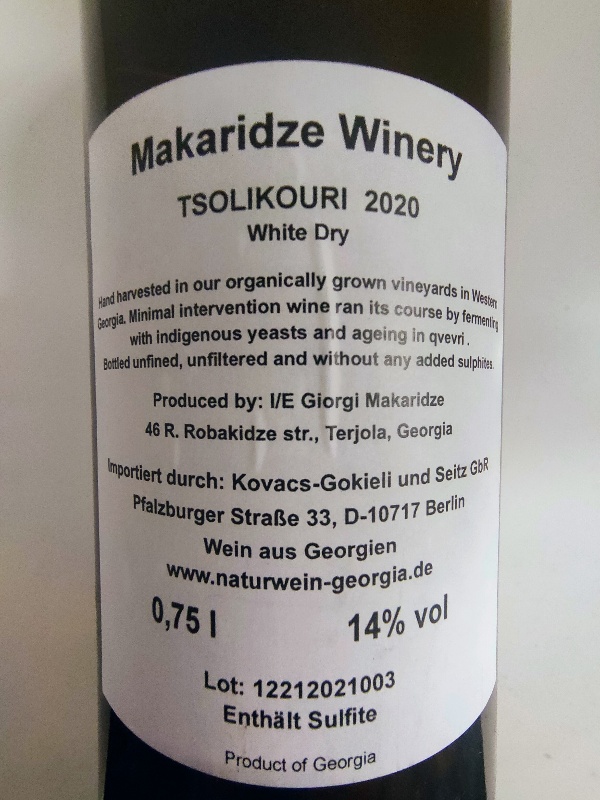 Makaridze Winery
TSOLIKOURI 2020
White Dry
Hand harvested in our organically grown vineyards in Western
Georgia. Minimal intervention wine ran its course by fermenting
with indigenous yeasts and ageing in qvevri.
Bottled unfined, unfiltered and without any added sulphites.
Produced by: I/E Giorgi Makaridze
46 R. Robakidze str., Terjola, Georgia
Importiert durch: Kovacs-Gokieli und Seitz GbR
Pfalzburger Straße 33, D-10717 Berlin
Wein aus Georgien
www.naturwein-georgia.de
0,75 l 14% vol
Lot: 12212021003
Enthält Sulfite
Product of Georgia